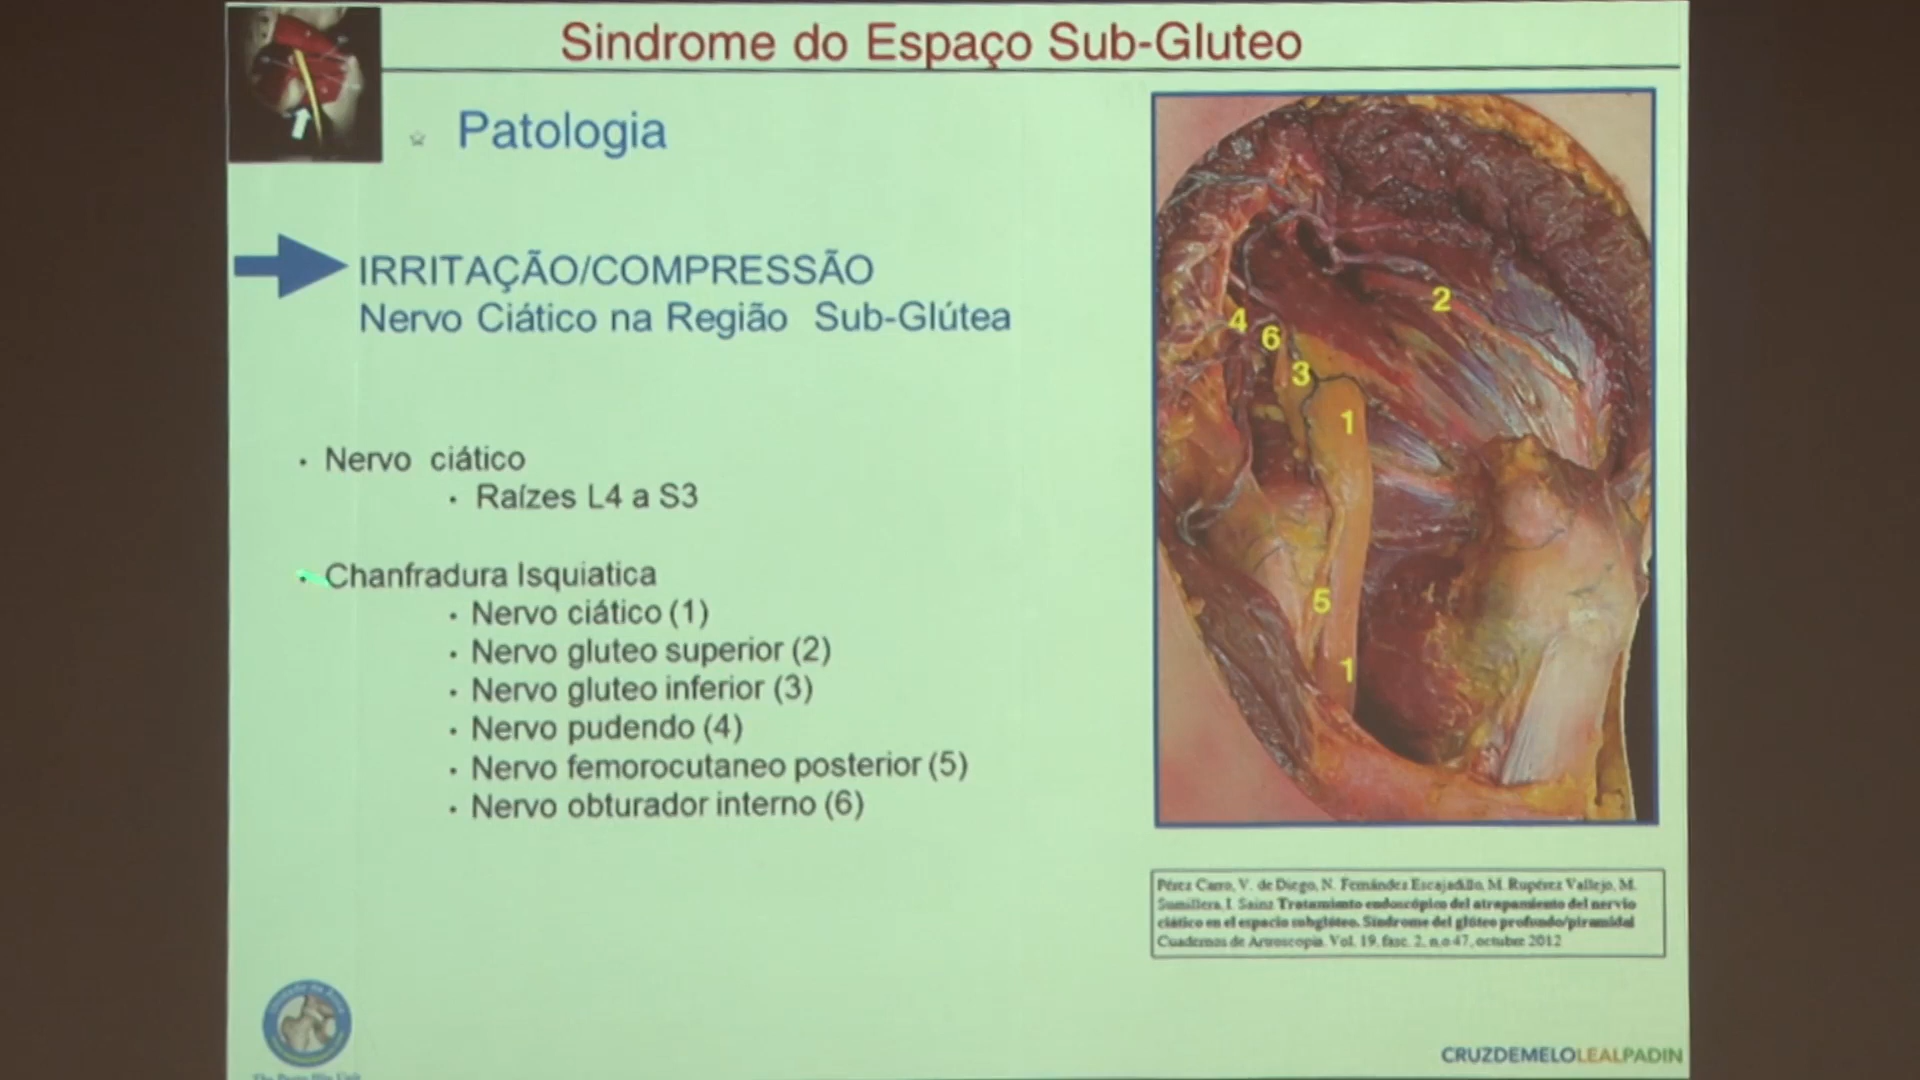 Sindrome do Espaço Sub-Gluteo
Patologia
IRRITAÇÃO/COMPRESSÃO
Nervo Ciático na Região Sub-Glútea
• Nervo ciático
• Raízes L4 a S3
• Chanfradura Isquiatica
• Nervo ciático (1)
• Nervo gluteo superior (2)
• Nervo gluteo inferior (3)
• Nervo pudendo (4)
• Nervo femorocutaneo posterior (5)
• Nervo obturador interno (6)
2
4
6
3
1
5
1
Pérez Carro, V. de Diego, N. Fernández Escajadillo, M. Rupérez Vallejo, M.
Sumillera, I. Sainz Tratamiento endoscópico del atrapamiento del nervio
ciático en el espacio subglúteo. Síndrome del glúteo profundo/piramidal
Cuadernos de Artroscopia. Vol. 19, fasc. 2, n.o 47, octubre 2012
The Porto Hip Unit
CRUZDEMELOLEALPADIN